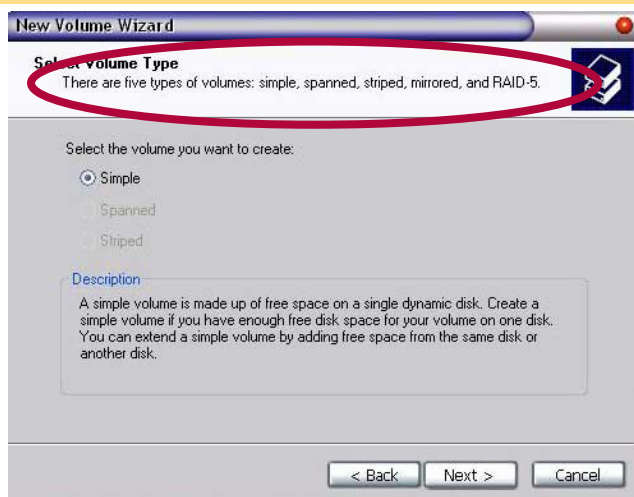 New Volume Wizard
Select Volume Type
There are five types of volumes: simple, spanned, striped, mirrored, and RAID-5.
Select the volume you want to create:
Simple
Spanned
Striped
Description
A simple volume is made up of free space on a single dynamic disk. Create a
simple volume if you have enough free disk space for your volume on one disk.
You can extend a simple volume by adding free space from the same disk or
another disk.
< Back
Next >
Cancel